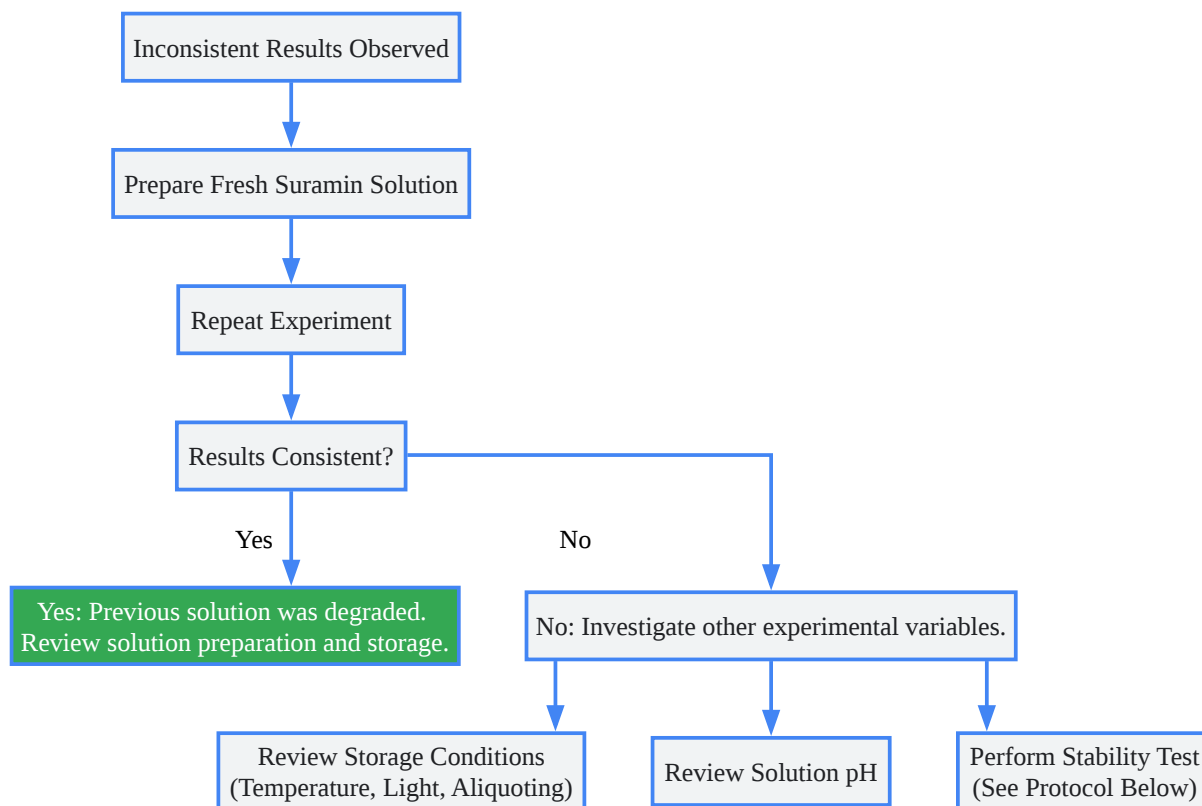 Inconsistent Results Observed
Prepare Fresh Suramin Solution
Repeat Experiment
Results Consistent?
Yes
No
Yes: Previous solution was degraded.
Review solution preparation and storage.
No: Investigate other experimental variables.
Review Storage Conditions
(Temperature, Light, Aliquoting)
Review Solution pH
Perform Stability Test
(See Protocol Below)